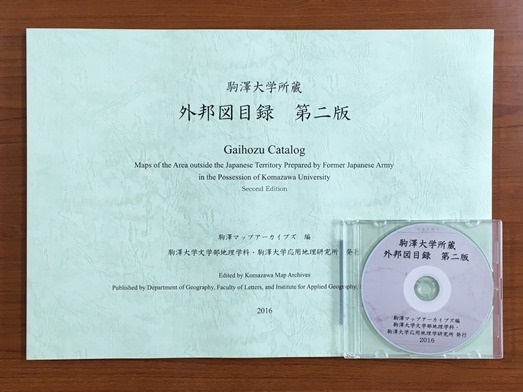 駒澤大学所蔵
外邦図目録　第二版
Gaihozu Catalog
Maps of the Area outside the Japanese Territory Prepared by Former Japanese Army
in the Possession of Komazawa University
Second Edition
駒澤マップアーカイブズ　編
駒澤大学文学部地理学科・駒澤大学応用地理研究所　発行
Edited by Komazawa Map Archives
Published by Department of Geography, Faculty of Letters, and Institute for Applied Geography,
2016
駒澤大学所蔵
外邦図目録　第二版
駒澤マップアーカイブズ編
駒澤大学文学部地理学科・
駒澤大学応用地理研究所 発行
2016